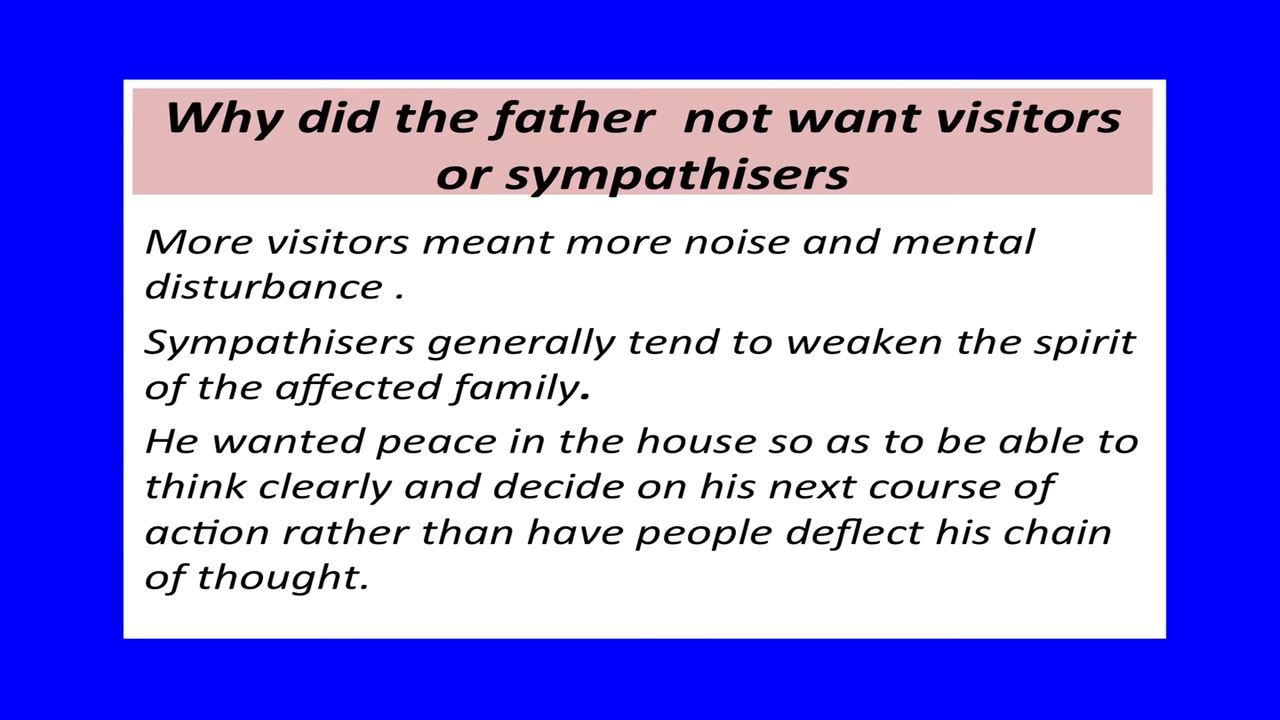 Why did the father  not want visitors
or sympathisers
More visitors meant more noise and mental
disturbance .
Sympathisers generally tend to weaken the spirit
of the affected family.
He wanted peace in the house so as to be able to
think clearly and decide on his next course of
action rather than have people deflect his chain
of thought.